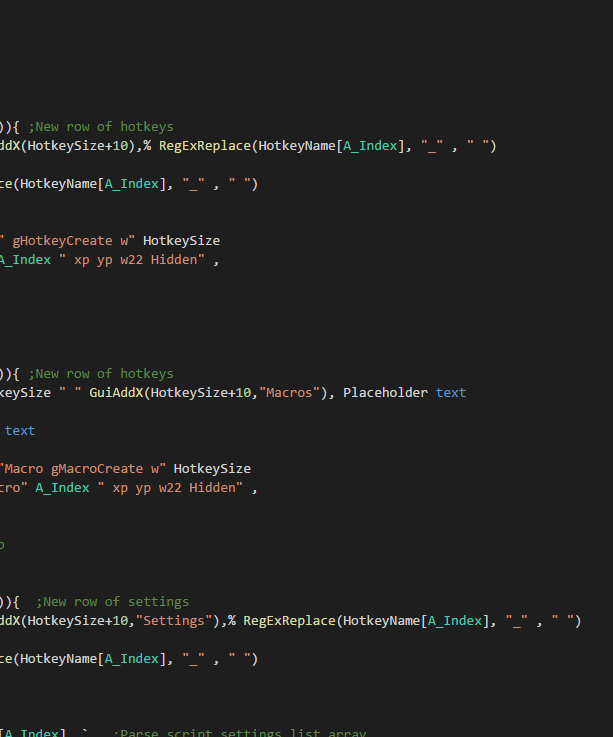 )){ ;New row of hotkeys
ddX(HotkeySize+10),% RegExReplace(HotkeyName[A_Index], "_" , " ")
ce(HotkeyName[A_Index], "_" , " ")
" gHotkeyCreate w" HotkeySize
A_Index " xp yp w22 Hidden" ,
)){ ;New row of hotkeys
keySize " " GuiAddX(HotkeySize+10,"Macros"), Placeholder text
text
"Macro gMacroCreate w" HotkeySize
cro" A_Index " xp yp w22 Hidden" ,
)){  ;New row of settings
ddX(HotkeySize+10,"Settings"),% RegExReplace(HotkeyName[A_Index], "_" , " ")
ce(HotkeyName[A_Index], "_" , " ")
[A_Index], `   ;Parse script settings list array